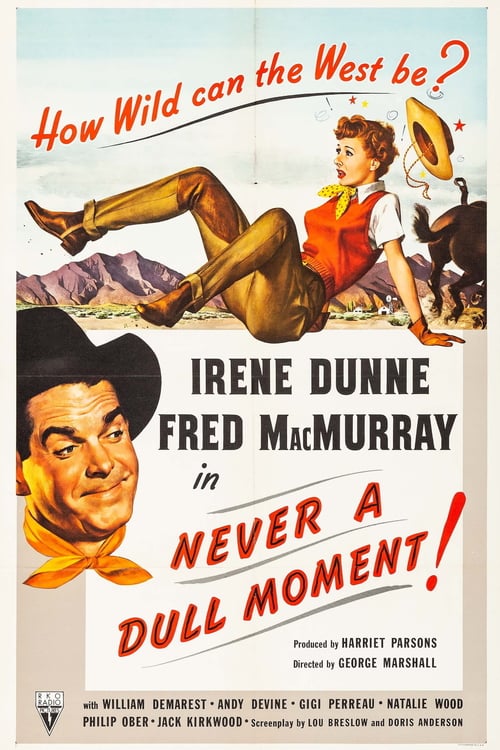 How Wild can the West be?
IRENE DUNNE
FRED MacMURRAY
in
NEVER A
DULL MOMENT!
Produced by HARRIET PARSONS
Directed by GEORGE MARSHALL
RKO
RADIO
PICTURES
with WILLIAM DEMAREST · ANDY DEVINE · GIGI PERREAU · NATALIE WOOD
PHILIP OBER · JACK KIRKWOOD · Screenplay by LOU BRESLOW and DORIS ANDERSON